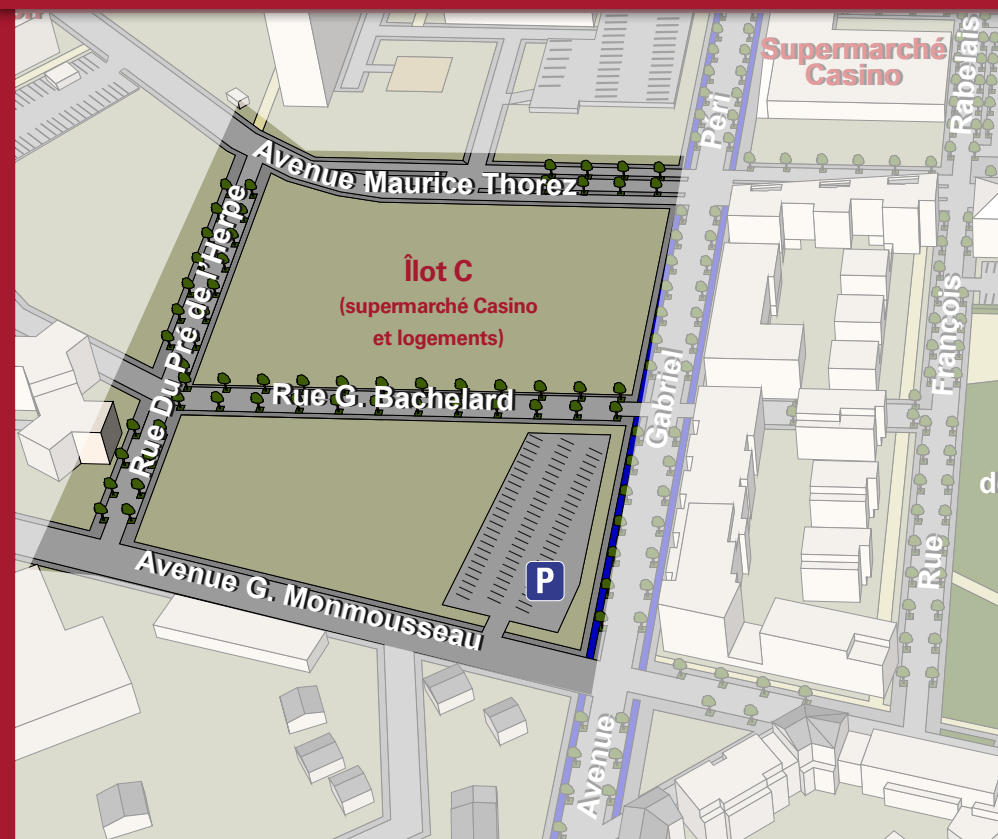 Supermarché
Casino
Rabelais
Péri
Avenue Maurice Thorez
Rue Du Pré de l'Herpe
Îlot C
(supermarché Casino
et logements)
Rue G. Bachelard
Gabriel
François
Avenue G. Monmousseau
P
Rue
Avenue